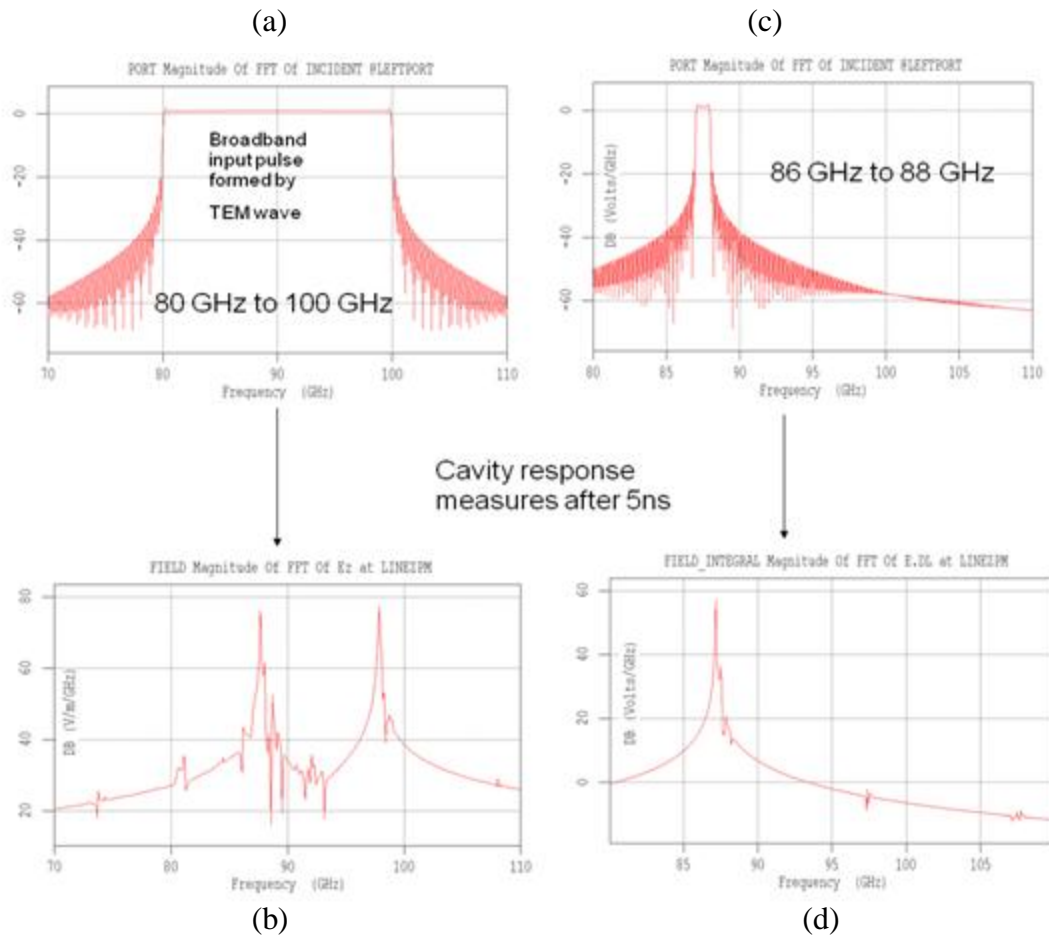 (a)
(c)
PORT Magnitude Of FFT Of INCIDENT @LEFTPORT
0
-20
-40
-60
Broadband
input pulse
formed by
TEM wave
80 GHz to 100 GHz
70
80
90
100
110
Frequency (GHz)
PORT Magnitude Of FFT Of INCIDENT @LEFTPORT
DB (Volts/GHz)
0
-20
-40
-60
86 GHz to 88 GHz
80
85
90
95
100
105
110
Frequency (GHz)
Cavity response
measures after 5ns
FIELD Magnitude Of FFT Of Ez at LINEZPM
DB (V/m/GHz)
80
60
40
20
70
80
90
100
110
Frequency (GHz)
FIELD_INTEGRAL Magnitude Of FFT Of E.DL at LINEZPM
DB (Volts/GHz)
60
40
20
0
85
90
95
100
105
Frequency (GHz)
(b)
(d)